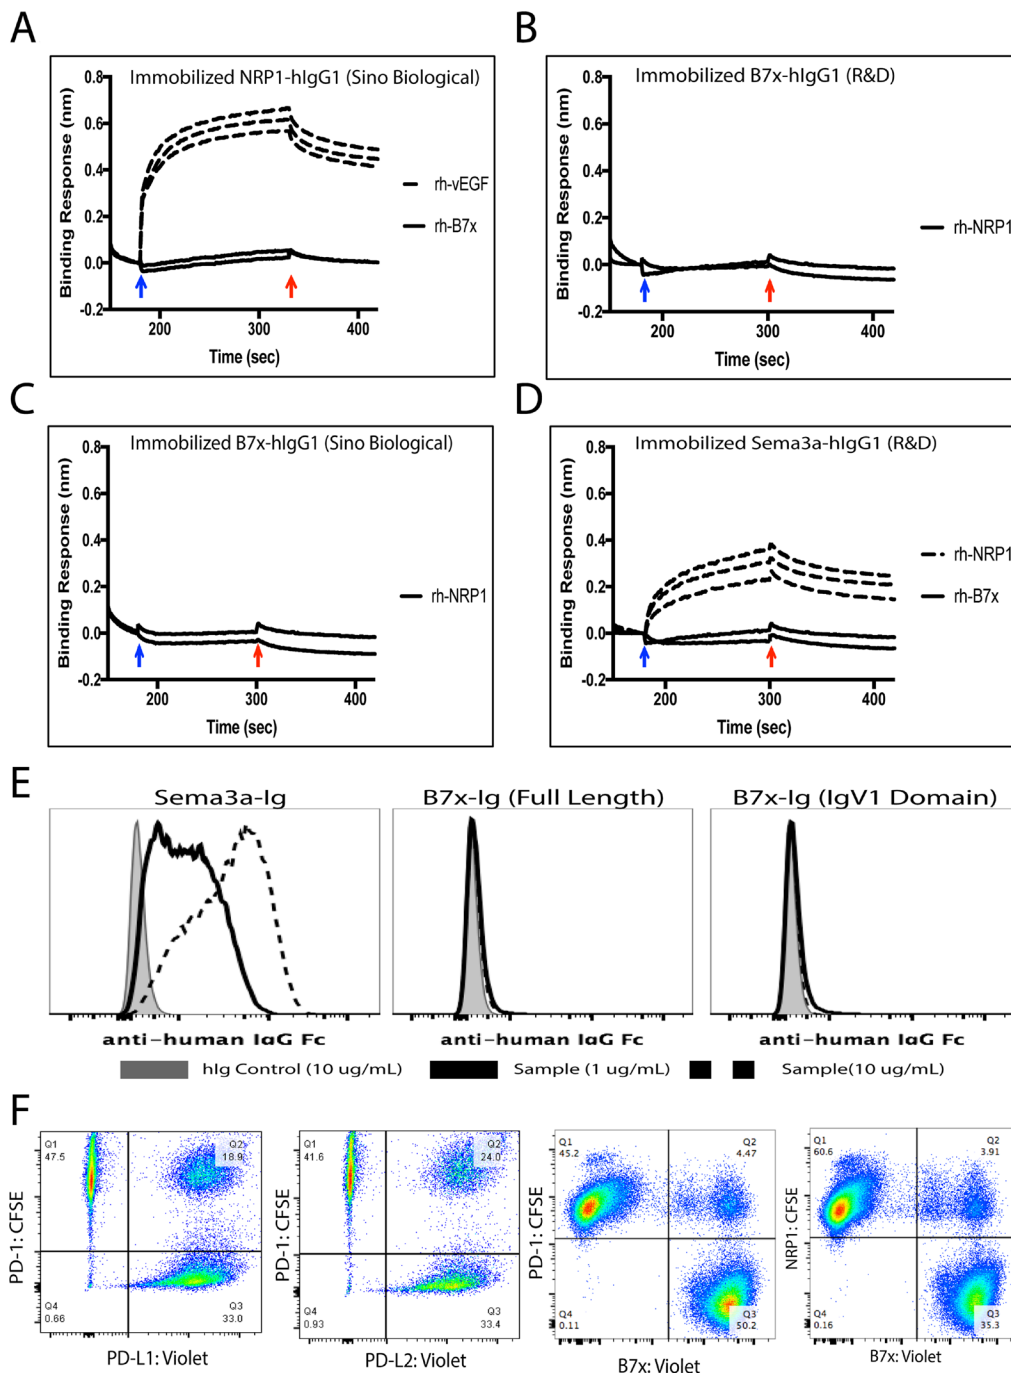 A
Immobilized NRP1-hIgG1 (Sino Biological)
Binding Response (nm)
0.8
0.6
0.4
0.2
0.0
-0.2
200
300
400
Time (sec)
rh-vEGF
rh-B7x
B
Immobilized B7x-hIgG1 (R&D)
Binding Response (nm)
0.8
0.6
0.4
0.2
0.0
-0.2
200
300
400
Time (sec)
rh-NRP1
C
Immobilized B7x-hIgG1 (Sino Biological)
Binding Response (nm)
0.8
0.6
0.4
0.2
0.0
-0.2
200
300
400
Time (sec)
rh-NRP1
D
Immobilized Sema3a-hIgG1 (R&D)
Binding Response (nm)
0.8
0.6
0.4
0.2
0.0
-0.2
200
300
400
Time (sec)
rh-NRP1
rh-B7x
E
Sema3a-Ig
B7x-Ig (Full Length)
B7x-Ig (IgV1 Domain)
anti-human IgG Fc
anti-human IgG Fc
anti-human IgG Fc
hIg Control (10 ug/mL)
Sample (1 ug/mL)
Sample(10 ug/mL)
F
PD-1: CFSE
Q1
47.5
Q2
18.9
Q4
0.66
Q3
33.0
PD-L1: Violet
PD-1: CFSE
Q1
41.6
Q2
24.0
Q4
0.93
Q3
33.4
PD-L2: Violet
PD-1: CFSE
Q1
45.2
Q2
4.47
Q4
0.11
Q3
50.2
B7x: Violet
NRP1: CFSE
Q1
60.6
Q2
3.91
Q4
0.16
Q3
35.3
B7x: Violet